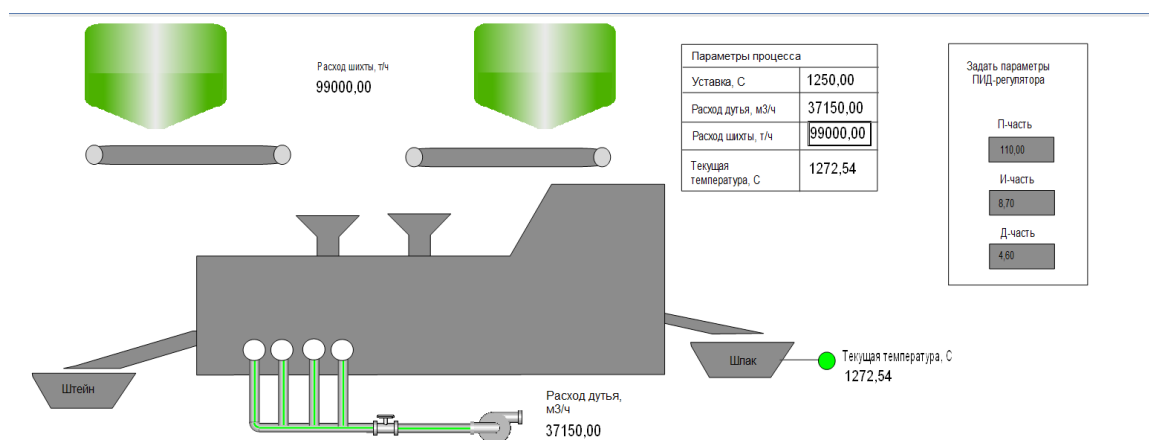 Расход шихты, т/ч
99000,00
Параметры процесса
Уставка, С 1250,00
Расход дутья, м3/ч 37150,00
Расход шихты, т/ч 99000,00
Текущая
температура, С 1272,54
Задать параметры
ПИД-регулятора
П-часть
110,00
И-часть
8,70
Д-часть
4,60
Штейн
Шлак
Текущая температура, С
1272,54
Расход дутья,
м3/ч
37150,00